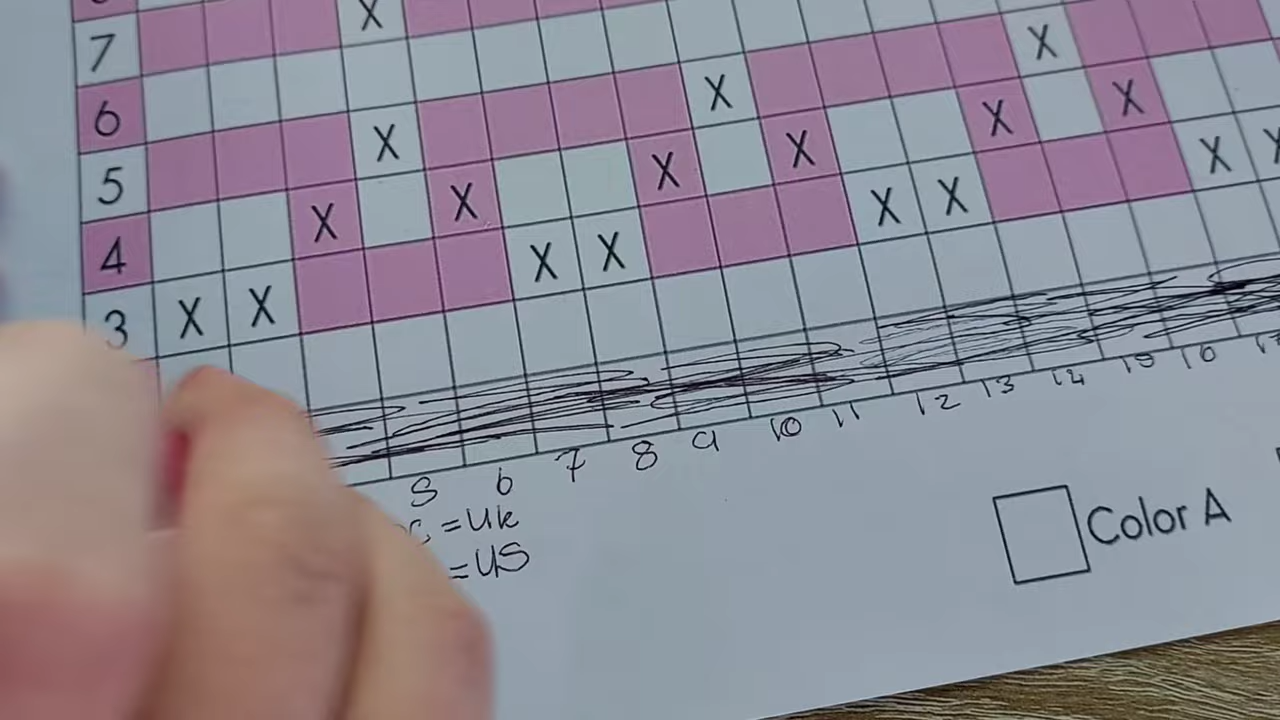 X
7
6 X X
5 X X X X X
4 X X X X X X
3 X X
5 6 7 8 9 10 11 12 13 14 15 16
= UK
= US
Color A